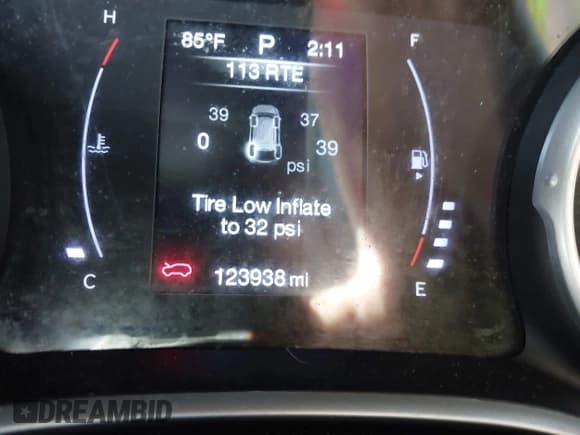 H
85°F P 2:11
F
113 RTE
39 37
0 39
psi
Tire Low Inflate
to 32 psi
123938 mi
C
E
DREAMBID